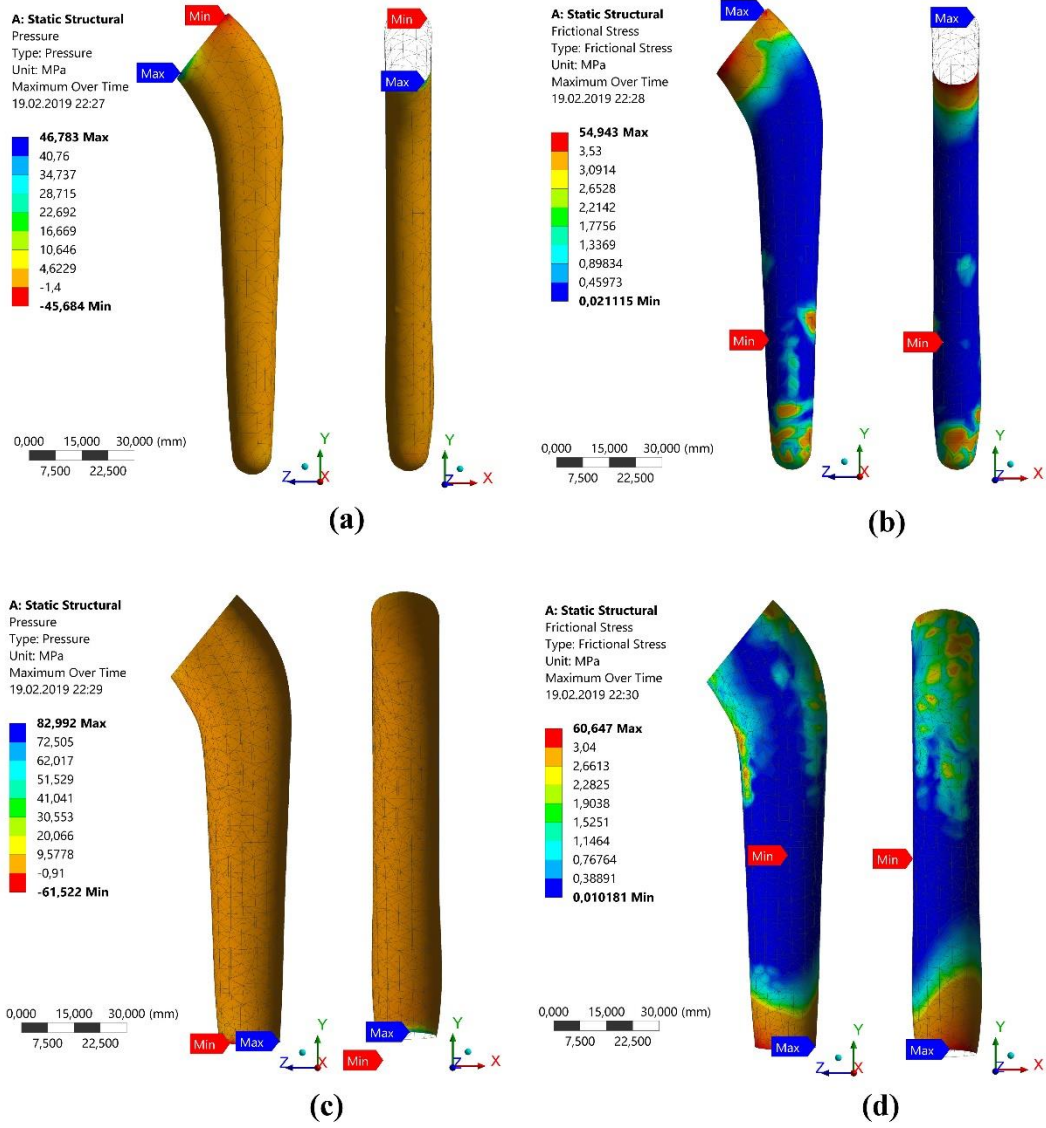 A: Static Structural
Pressure
Type: Pressure
Unit: MPa
Maximum Over Time
19.02.2019 22:27
46,783 Max
40,76
34,737
28,715
22,692
16,669
10,646
4,6229
-1,4
-45,684 Min
Min
Max
Min
Max
0,000 15,000 30,000 (mm)
7,500 22,500
Y
Z X
Y
Z X
(a)
A: Static Structural
Frictional Stress
Type: Frictional Stress
Unit: MPa
Maximum Over Time
19.02.2019 22:28
54,943 Max
3,53
3,0914
2,6528
2,2142
1,7756
1,3369
0,89834
0,45973
0,021115 Min
Max
Max
Min
Min
0,000 15,000 30,000 (mm)
7,500 22,500
Y
Z X
Y
Z X
(b)
A: Static Structural
Pressure
Type: Pressure
Unit: MPa
Maximum Over Time
19.02.2019 22:29
82,992 Max
72,505
62,017
51,529
41,041
30,553
20,066
9,5778
-0,91
-61,522 Min
Min
Max
Max
Min
0,000 15,000 30,000 (mm)
7,500 22,500
Y
Z X
Y
Z X
(c)
A: Static Structural
Frictional Stress
Type: Frictional Stress
Unit: MPa
Maximum Over Time
19.02.2019 22:30
60,647 Max
3,04
2,6613
2,2825
1,9038
1,5251
1,1464
0,76764
0,38891
0,010181 Min
Min
Min
Max
Max
0,000 15,000 30,000 (mm)
7,500 22,500
Y
Z X
Y
Z X
(d)